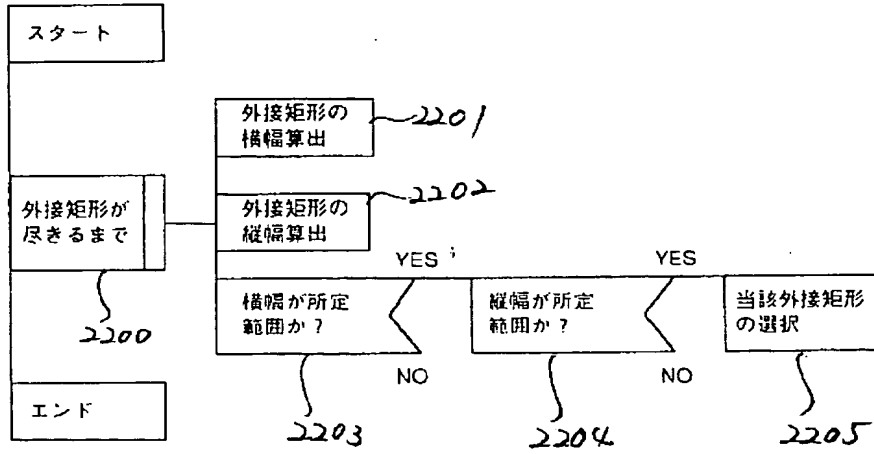 スタート
外接矩形の
横幅算出
2201
外接矩形が
尽きるまで
2200
外接矩形の
縦幅算出
2202
YES
横幅が所定
範囲か？
NO
2203
YES
縦幅が所定
範囲か？
NO
2204
当該外接矩形
の選択
2205
エンド